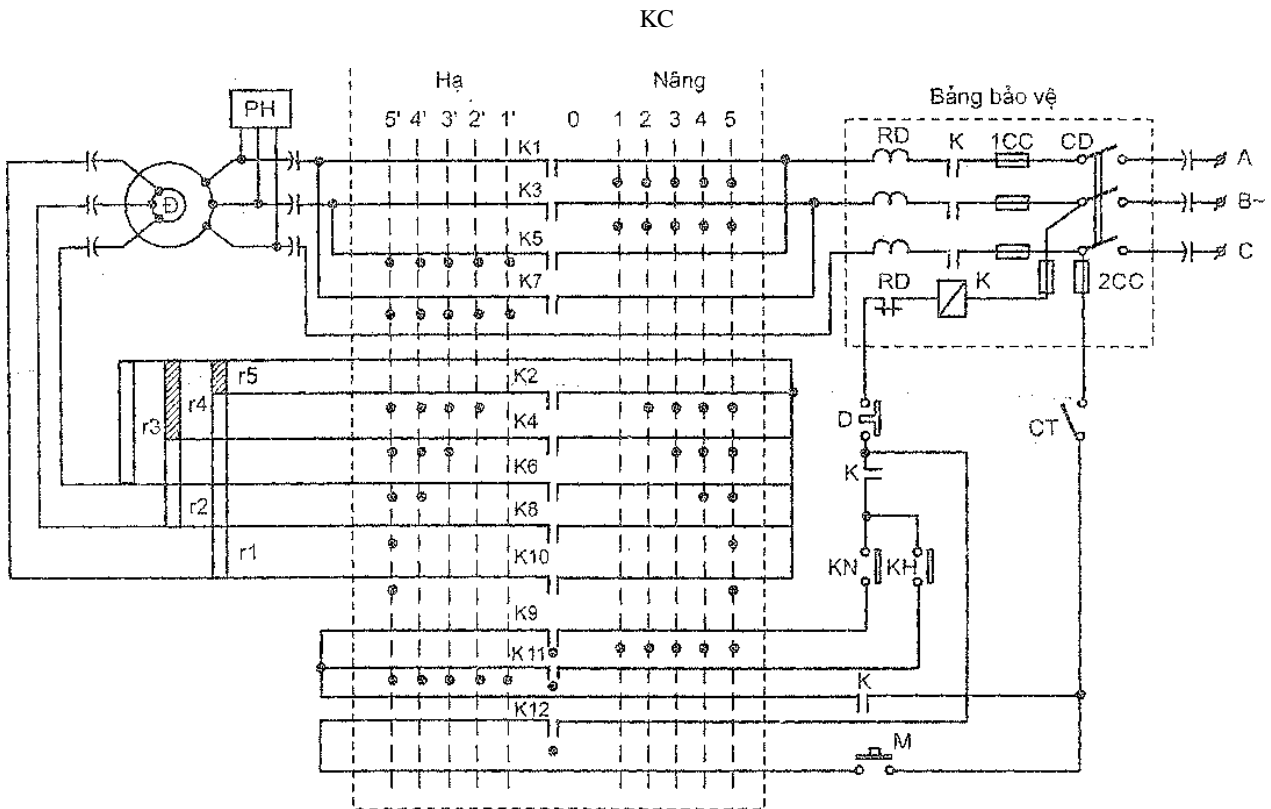 KC
Hạ
Nâng
Bảng bảo vệ
PH
5' 4' 3' 2' 1' 0 1 2 3 4 5
K1
RD K 1CC CD
A
Đ
K3
B~
K5
C
K7
RD K 2CC
r5
K2
r4
r3
K4
D
CT
K6
K
r2
K8
r1
K10
KN KH
K9
K11
K
K12
M